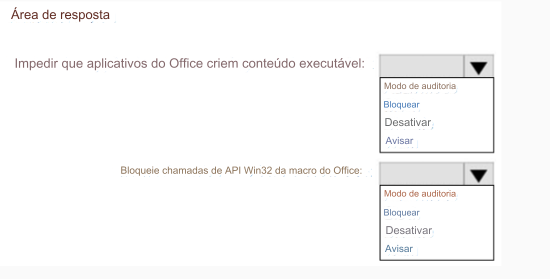 Área de resposta
Impedir que aplicativos do Office criem conteúdo executável:
Modo de auditoria
Bloquear
Desativar
Avisar
Bloqueie chamadas de API Win32 da macro do Office:
Modo de auditoria
Bloquear
Desativar
Avisar